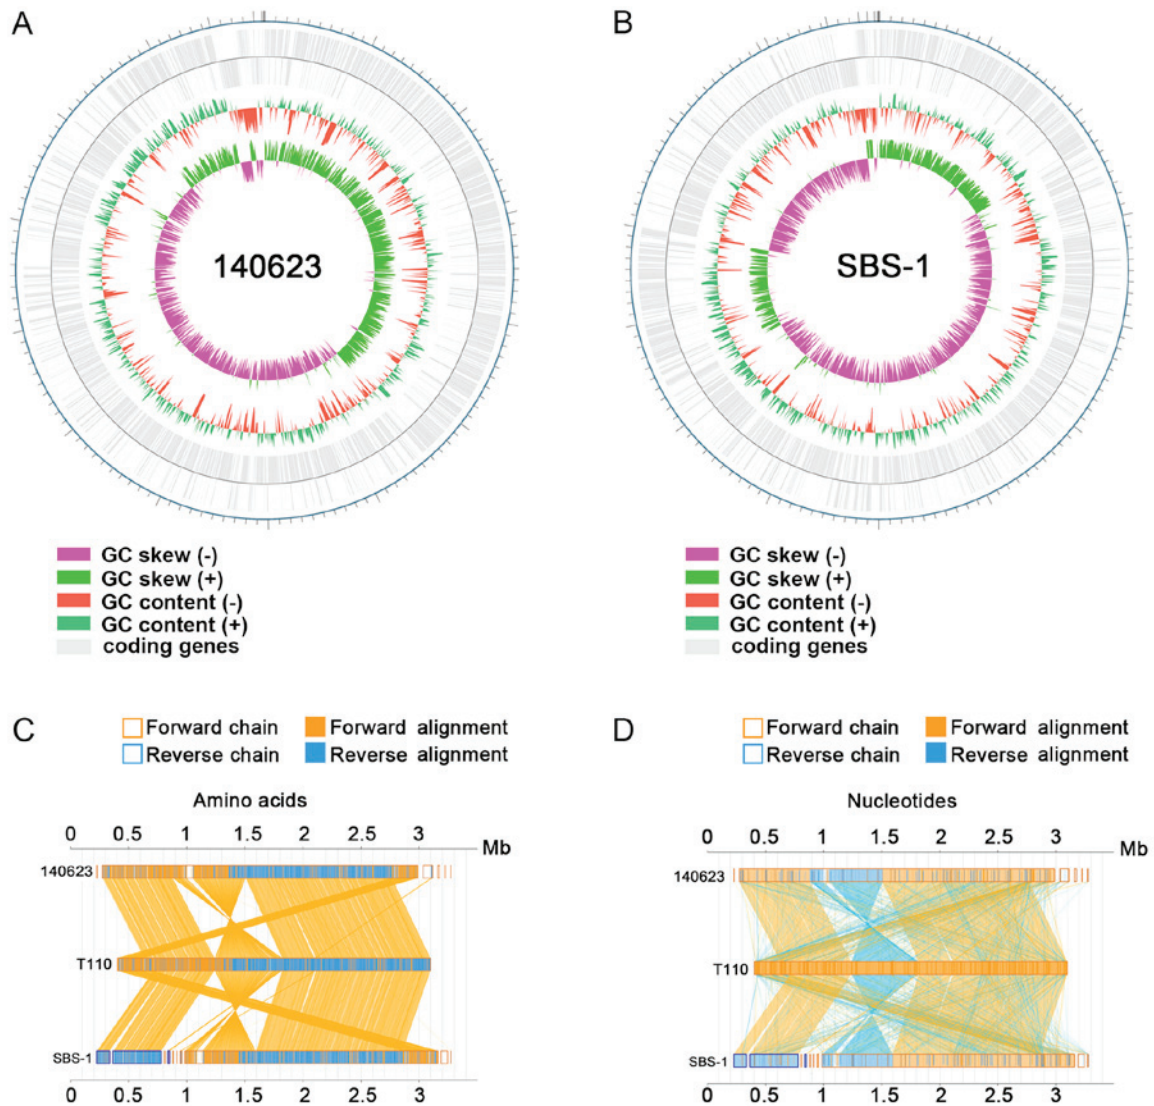 A
B
140623
SBS-1
GC skew (-)
GC skew (+)
GC content (-)
GC content (+)
coding genes
GC skew (-)
GC skew (+)
GC content (-)
GC content (+)
coding genes
C
Forward chain
Forward alignment
Reverse chain
Reverse alignment
Amino acids
0 0.5 1 1.5 2 2.5 3
Mb
140623
T110
SBS-1
0 0.5 1 1.5 2 2.5 3
D
Forward chain
Forward alignment
Reverse chain
Reverse alignment
Nucleotides
0 0.5 1 1.5 2 2.5 3
Mb
140623
T110
SBS-1
0 0.5 1 1.5 2 2.5 3